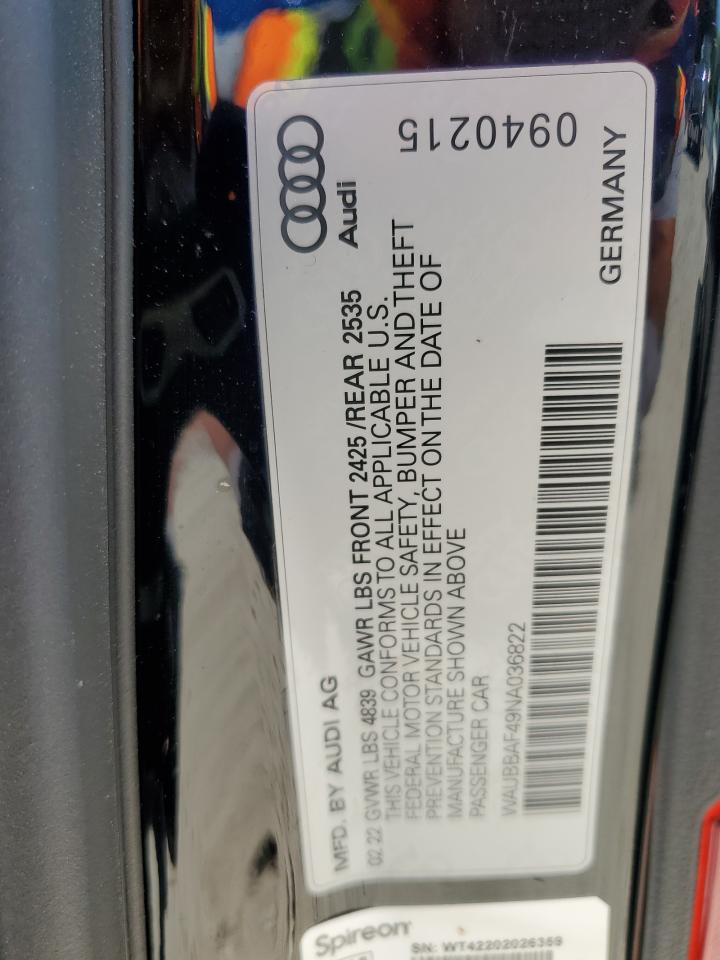 MFD. BY AUDI AG
Audi
02 22 GVWR LBS 4839 GAWR LBS FRONT 2425 /REAR 2535
THIS VEHICLE CONFORMS TO ALL APPLICABLE U.S.
FEDERAL MOTOR VEHICLE SAFETY, BUMPER AND THEFT
PREVENTION STANDARDS IN EFFECT ON THE DATE OF
MANUFACTURE SHOWN ABOVE
PASSENGER CAR
WAUBBAF49NA036822
GERMANY
0940215
Spireon
SN: WT42202026359